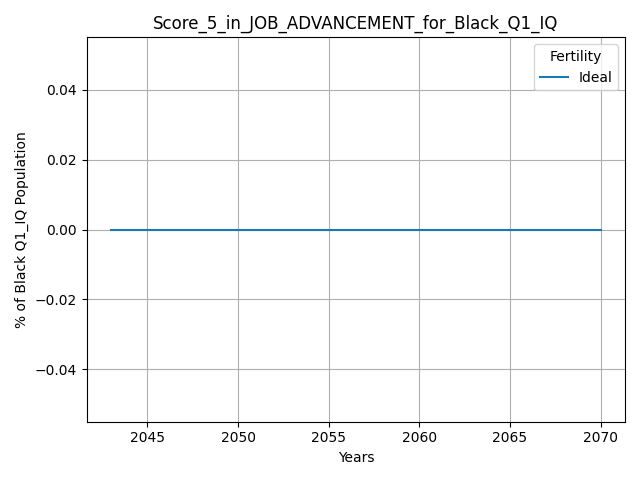 Score_5_in_JOB_ADVANCEMENT_for_Black_Q1_IQ
Fertility
Ideal
0.04
0.02
0.00
−0.02
−0.04
% of Black Q1_IQ Population
2045 2050 2055 2060 2065 2070
Years